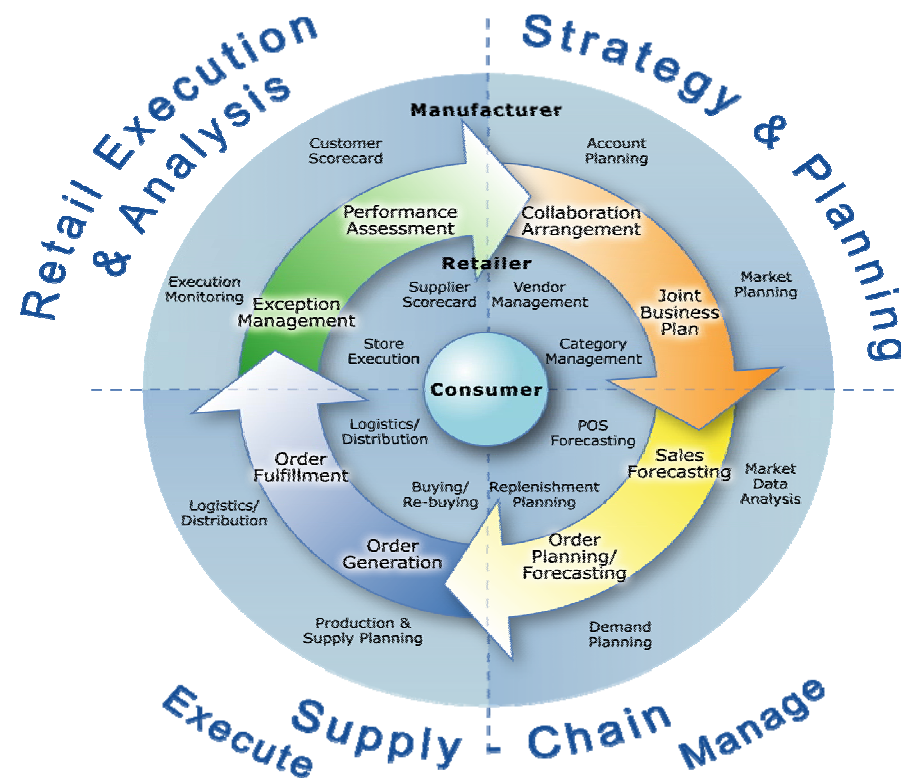 Retail Execution
& Analysis
Strategy & Planning
Manufacturer
Customer
Scorecard
Account
Planning
Performance
Assessment
Collaboration
Arrangement
Retailer
Execution
Monitoring
Supplier
Scorecard
Vendor
Management
Market
Planning
Exception
Management
Joint
Business
Plan
Store
Execution
Category
Management
Consumer
Logistics/
Distribution
POS
Forecasting
Order
Fulfillment
Sales
Forecasting
Market
Data
Analysis
Buying/
Re-buying
Replenishment
Planning
Logistics/
Distribution
Order
Generation
Order
Planning/
Forecasting
Production &
Supply Planning
Demand
Planning
Execute
Supply - Chain
Manage